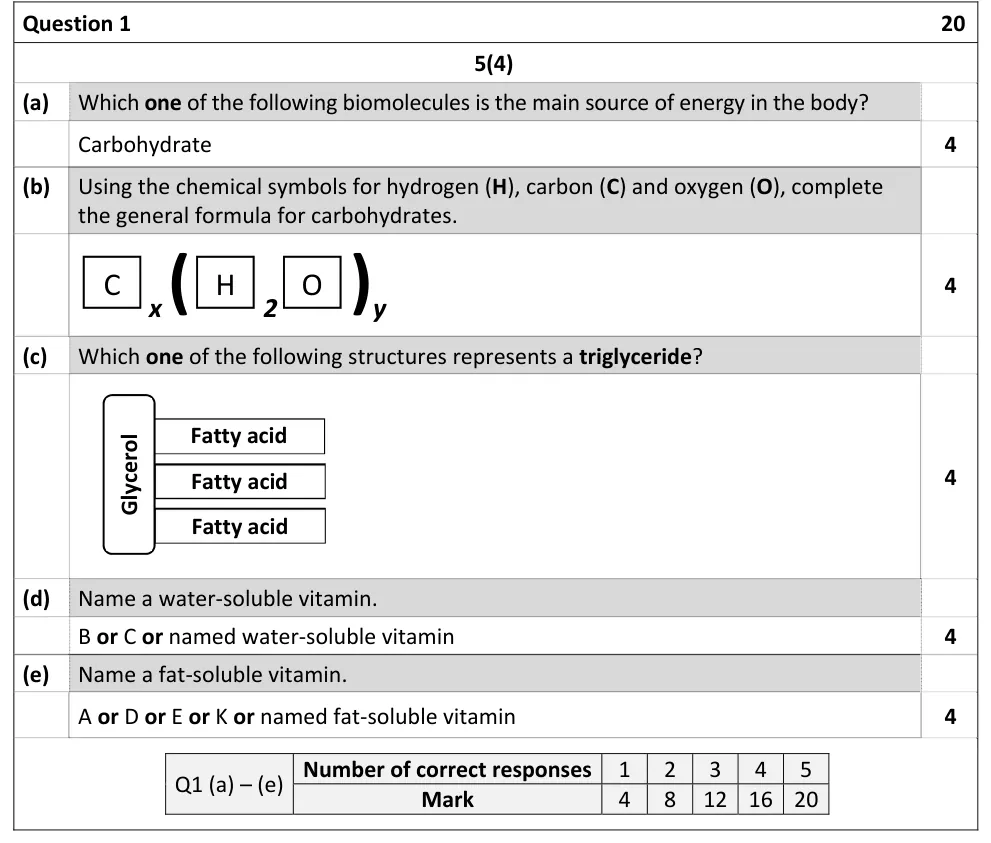 Question 1 20
5(4)
(a) Which one of the following biomolecules is the main source of energy in the body?
Carbohydrate 4
(b) Using the chemical symbols for hydrogen (H), carbon (C) and oxygen (O), complete
the general formula for carbohydrates.
C x ( H 2 O ) y 4
(c) Which one of the following structures represents a triglyceride?
Glycerol
Fatty acid
Fatty acid
Fatty acid
4
(d) Name a water-soluble vitamin.
B or C or named water-soluble vitamin 4
(e) Name a fat-soluble vitamin.
A or D or E or K or named fat-soluble vitamin 4
Q1 (a) – (e)
Number of correct responses 1 2 3 4 5
Mark 4 8 12 16 20